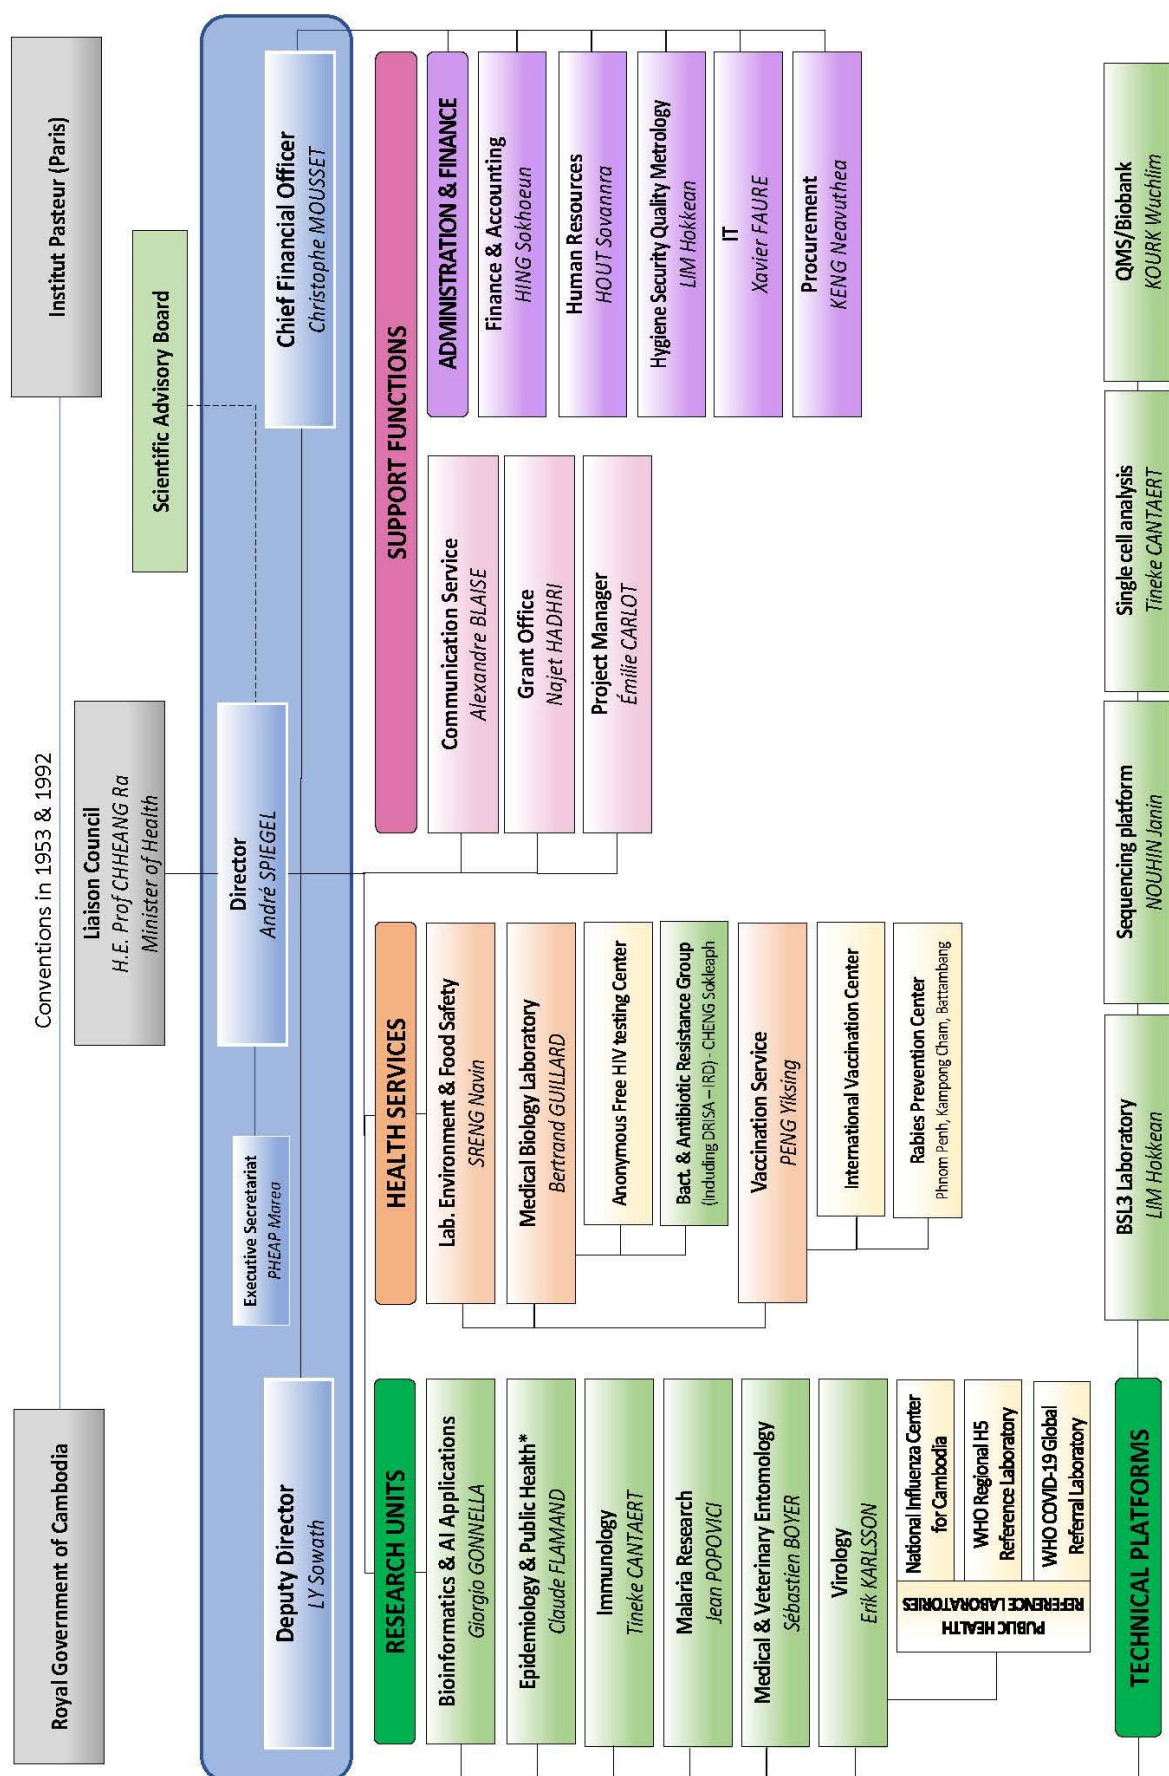 Royal Government of Cambodia
Conventions in 1953 & 1992
Institut Pasteur (Paris)
Liaison Council
H.E. Prof CHHEANG Ra
Minister of Health
Scientific Advisory Board
Deputy Director
LY Sowath
Executive Secretariat
PHEAP Marea
Director
André SPIEGEL
Chief Financial Officer
Christophe MOUSSET
RESEARCH UNITS
Bioinformatics & AI Applications
Giorgio GONNELLA
Epidemiology & Public Health*
Claude FLAMAND
Immunology
Tineke CANTAERT
Malaria Research
Jean POPOVICI
Medical & Veterinary Entomology
Sébastien BOYER
Virology
Erik KARLSSON
PUBLIC HEALTH
REFERENCE LABORATORIES
National Influenza Center
for Cambodia
WHO Regional H5
Reference Laboratory
WHO COVID-19 Global
Referral Laboratory
HEALTH SERVICES
Lab. Environment & Food Safety
SRENG Navin
Medical Biology Laboratory
Bertrand GUILLARD
Anonymous Free HIV testing Center
Bact. & Antibiotic Resistance Group
(Including DRISA – IRD) - CHENG Sokleaph
Vaccination Service
PENG Yiksing
International Vaccination Center
Rabies Prevention Center
Phnom Penh, Kampong Cham, Battambang
SUPPORT FUNCTIONS
Communication Service
Alexandre BLAISE
Grant Office
Najet HADHRI
Project Manager
Émilie CARLOT
ADMINISTRATION & FINANCE
Finance & Accounting
HING Sokhoeun
Human Resources
HOUT Sovannra
Hygiene Security Quality Metrology
LIM Hokkean
IT
Xavier FAURE
Procurement
KENG Neavuthea
TECHNICAL PLATFORMS
BSL3 Laboratory
LIM Hokkean
Sequencing platform
NOUHIN Janin
Single cell analysis
Tineke CANTAERT
QMS/Biobank
KOURK Wuchlim